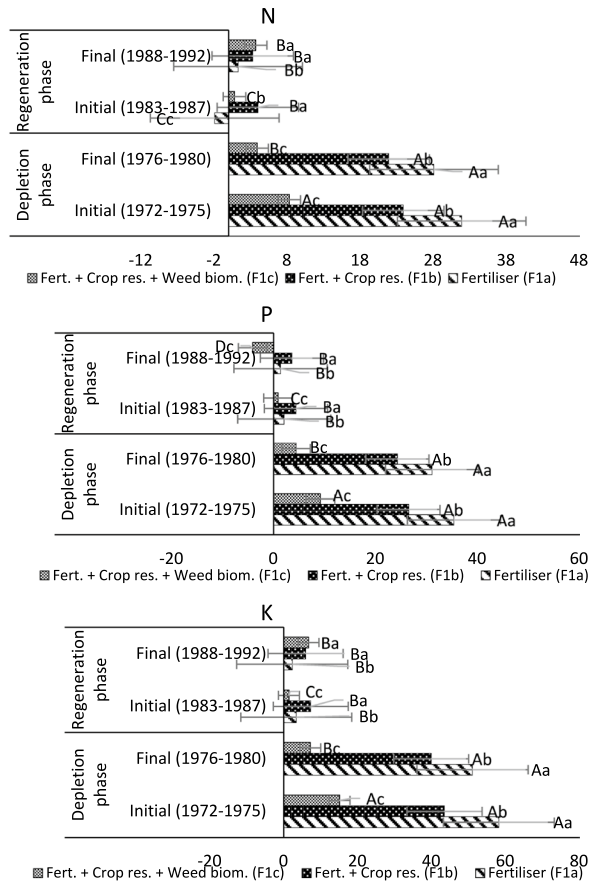 N
Regeneration phase
Final (1988-1992)
Ba
Ba
Bb
Initial (1983-1987)
Cb
Ba
Cc
Depletion phase
Final (1976-1980)
Bc
Ab
Aa
Initial (1972-1975)
Ac
Ab
Aa
-12 -2 8 18 28 38 48
Fert. + Crop res. + Weed biom. (F1c) Fert. + Crop res. (F1b) Fertiliser (F1a)
P
Regeneration phase
Dc
Final (1988-1992)
Ba
Bb
Initial (1983-1987)
Cc
Ba
Bb
Depletion phase
Final (1976-1980)
Bc
Ab
Aa
Initial (1972-1975)
Ac
Ab
Aa
-20 0 20 40 60
Fert. + Crop res. + Weed biom. (F1c) Fert. + Crop res. (F1b) Fertiliser (F1a)
K
Regeneration phase
Final (1988-1992)
Ba
Ba
Bb
Initial (1983-1987)
Cc
Ba
Bb
Depletion phase
Final (1976-1980)
Bc
Ab
Aa
Initial (1972-1975)
Ac
Ab
Aa
-20 0 20 40 60 80
Fert. + Crop res. + Weed biom. (F1c) Fert. + Crop res. (F1b) Fertiliser (F1a)